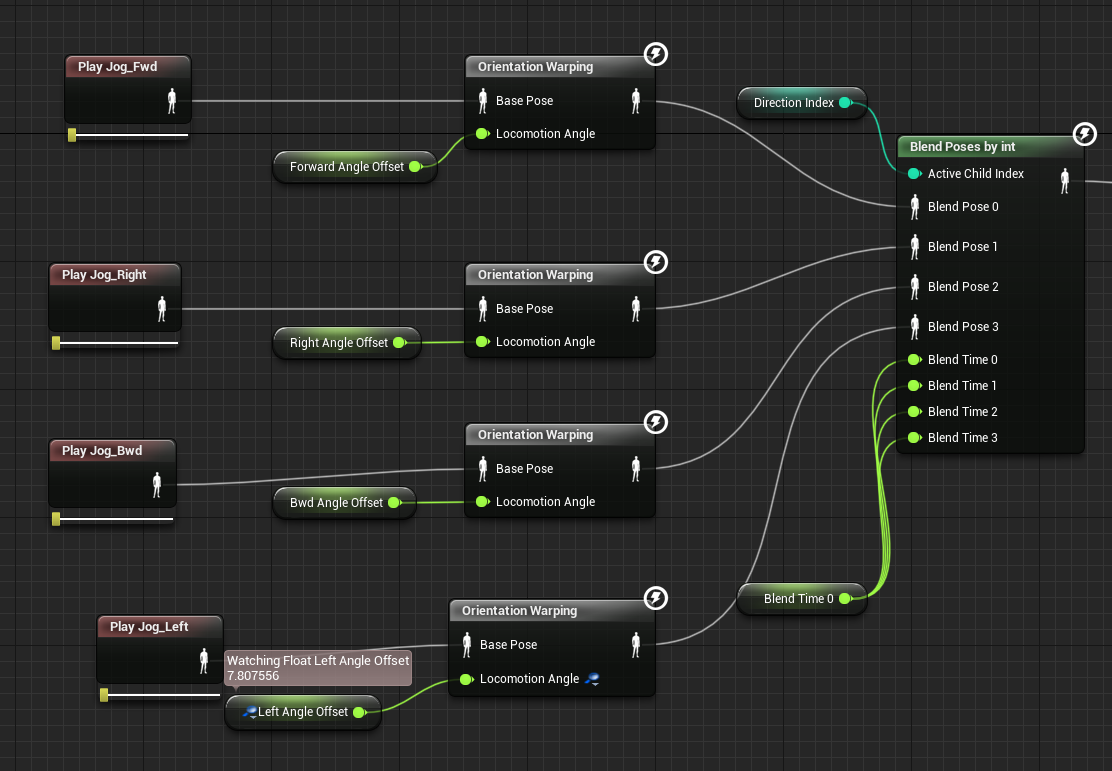 Play Jog_Fwd
Orientation Warping
Base Pose
Locomotion Angle
Forward Angle Offset
Direction Index
Blend Poses by int
Active Child Index
Blend Pose 0
Blend Pose 1
Blend Pose 2
Blend Pose 3
Blend Time 0
Blend Time 1
Blend Time 2
Blend Time 3
Play Jog_Right
Orientation Warping
Base Pose
Locomotion Angle
Right Angle Offset
Play Jog_Bwd
Orientation Warping
Base Pose
Locomotion Angle
Bwd Angle Offset
Blend Time 0
Play Jog_Left
Orientation Warping
Base Pose
Locomotion Angle
Watching Float Left Angle Offset
7.807556
Left Angle Offset